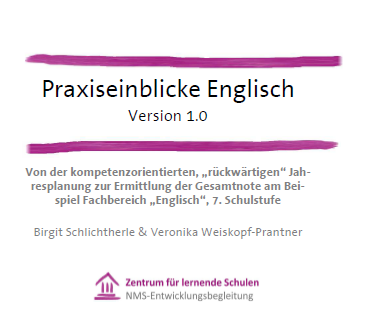 Praxiseinblicke Englisch
Version 1.0
Von der kompetenzorientierten, „rückwärtigen“ Jah-
resplanung zur Ermittlung der Gesamtnote am Bei-
spiel Fachbereich „Englisch“, 7. Schulstufe
Birgit Schlichtherle & Veronika Weiskopf-Prantner
Zentrum für lernende Schulen
NMS-Entwicklungsbegleitung